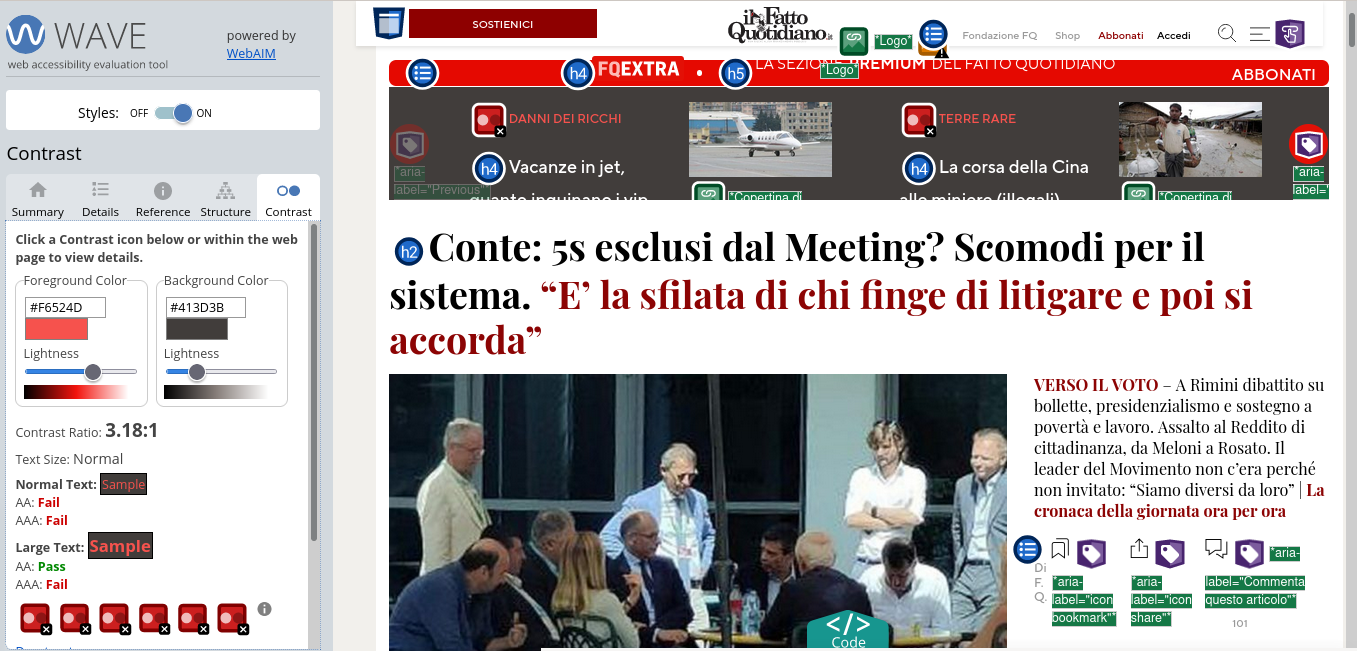 WAVE
powered by
WebAIM
web accessibility evaluation tool
Styles: OFF ON
Contrast
Summary Details Reference Structure Contrast
Click a Contrast icon below or within the web
page to view details.
Foreground Color Background Color
#F6524D #413D3B
Lightness Lightness
Contrast Ratio: 3.18:1
Text Size: Normal
Normal Text: Sample
AA: Fail
AAA: Fail
Large Text: Sample
AA: Pass
AAA: Fail
SOSTIENICI
il Fatto
Quotidiano.it
*Logo*
Fondazione FQ Shop Abbonati Accedi
h4 FQEXTRA • h5 LA SEZIONE PREMIUM DEL FATTO QUOTIDIANO
*Logo*
ABBONATI
DANNI DEI RICCHI
h4 Vacanze in jet,
quanto inquinano i vip
*Copertina di
TERRE RARE
h4 La corsa della Cina
alle miniere (illegali)
*Copertina di
*aria-
label="Previous"*
*aria-
label="
h2 Conte: 5s esclusi dal Meeting? Scomodi per il
sistema. “E’ la sfilata di chi finge di litigare e poi si
accorda”
VERSO IL VOTO – A Rimini dibattito su
bollette, presidenzialismo e sostegno a
povertà e lavoro. Assalto al Reddito di
cittadinanza, da Meloni a Rosato. Il
leader del Movimento non c’era perché
non invitato: “Siamo diversi da loro” | La
cronaca della giornata ora per ora
Di
F.
Q.
*aria-
label="icon
bookmark"*
*aria-
label="icon
share"*
*aria-
label="Commenta
questo articolo"*
101
</>
Code